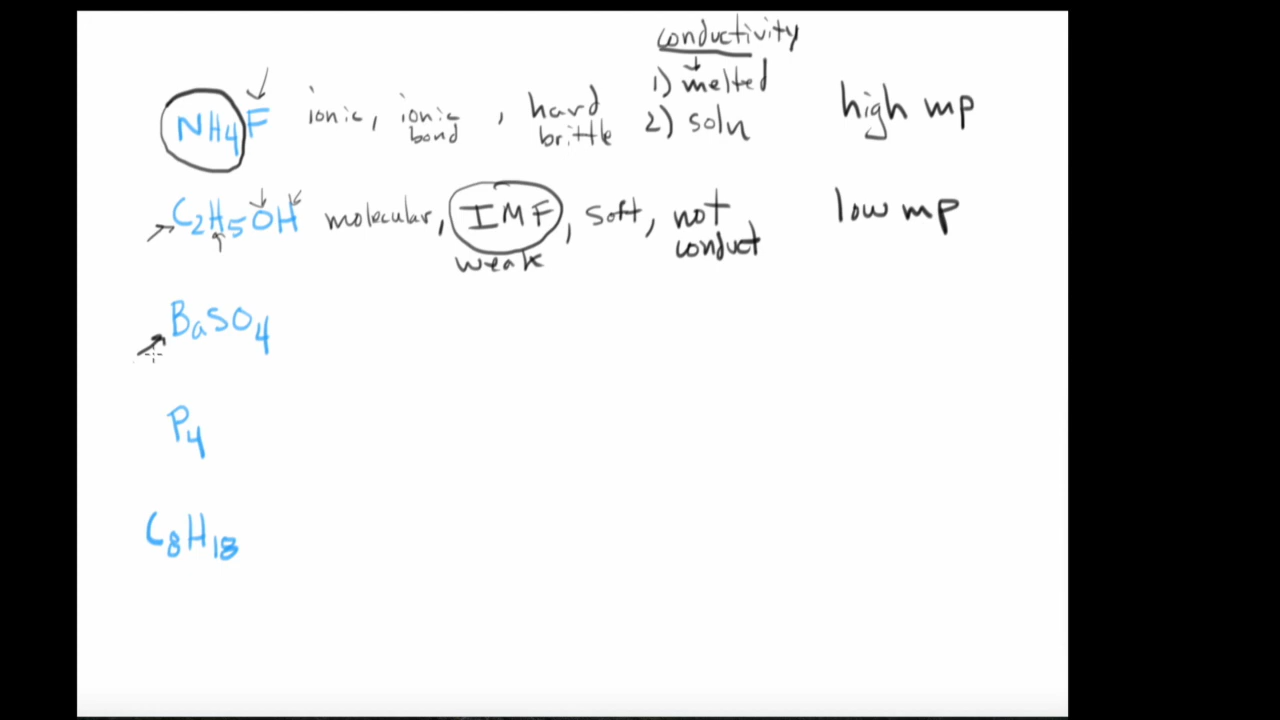 conductivity
NH4F ionic, ionic bond, hard brittle 1) melted 2) soln high mp
C2H5OH molecular, IMF, soft, not conduct low mp
weak
BaSO4
P4
C8H18